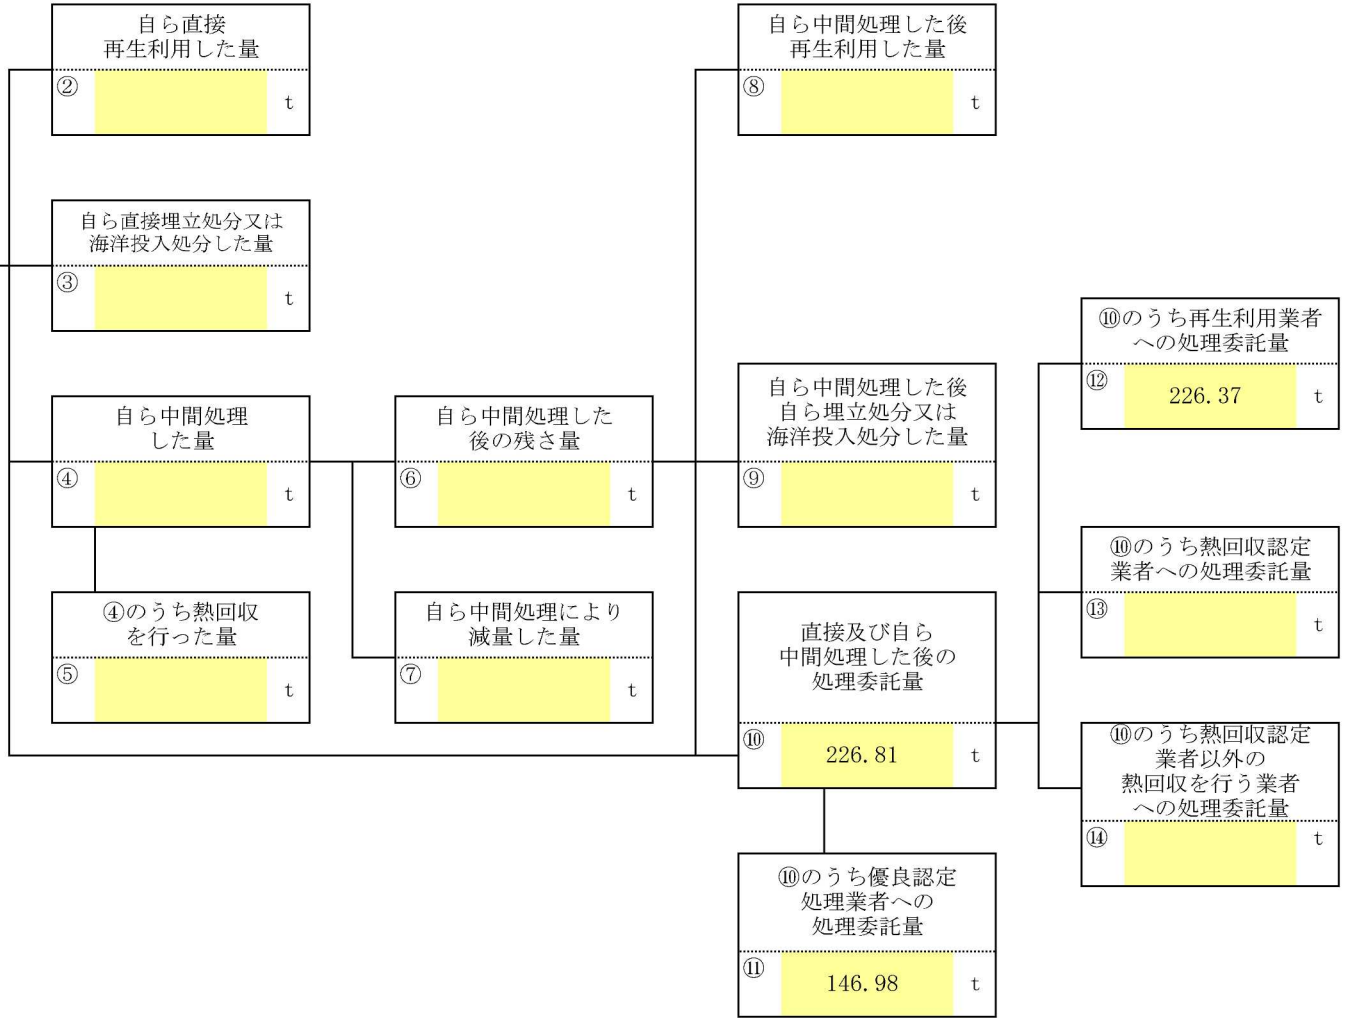 自ら直接
再生利用した量
②
t
自ら直接埋立処分又は
海洋投入処分した量
③
t
自ら中間処理
した量
④
t
④のうち熱回収
を行った量
⑤
t
自ら中間処理した
後の残さ量
⑥
t
自ら中間処理により
減量した量
⑦
t
自ら中間処理した後
再生利用した量
⑧
t
自ら中間処理した後
自ら埋立処分又は
海洋投入処分した量
⑨
t
直接及び自ら
中間処理した後の
処理委託量
⑩
226.81 t
⑩のうち優良認定
処理業者への
処理委託量
⑪
146.98 t
⑩のうち再生利用業者
への処理委託量
⑫
226.37 t
⑩のうち熱回収認定
業者への処理委託量
⑬
t
⑩のうち熱回収認定
業者以外の
熱回収を行う業者
への処理委託量
⑭
t